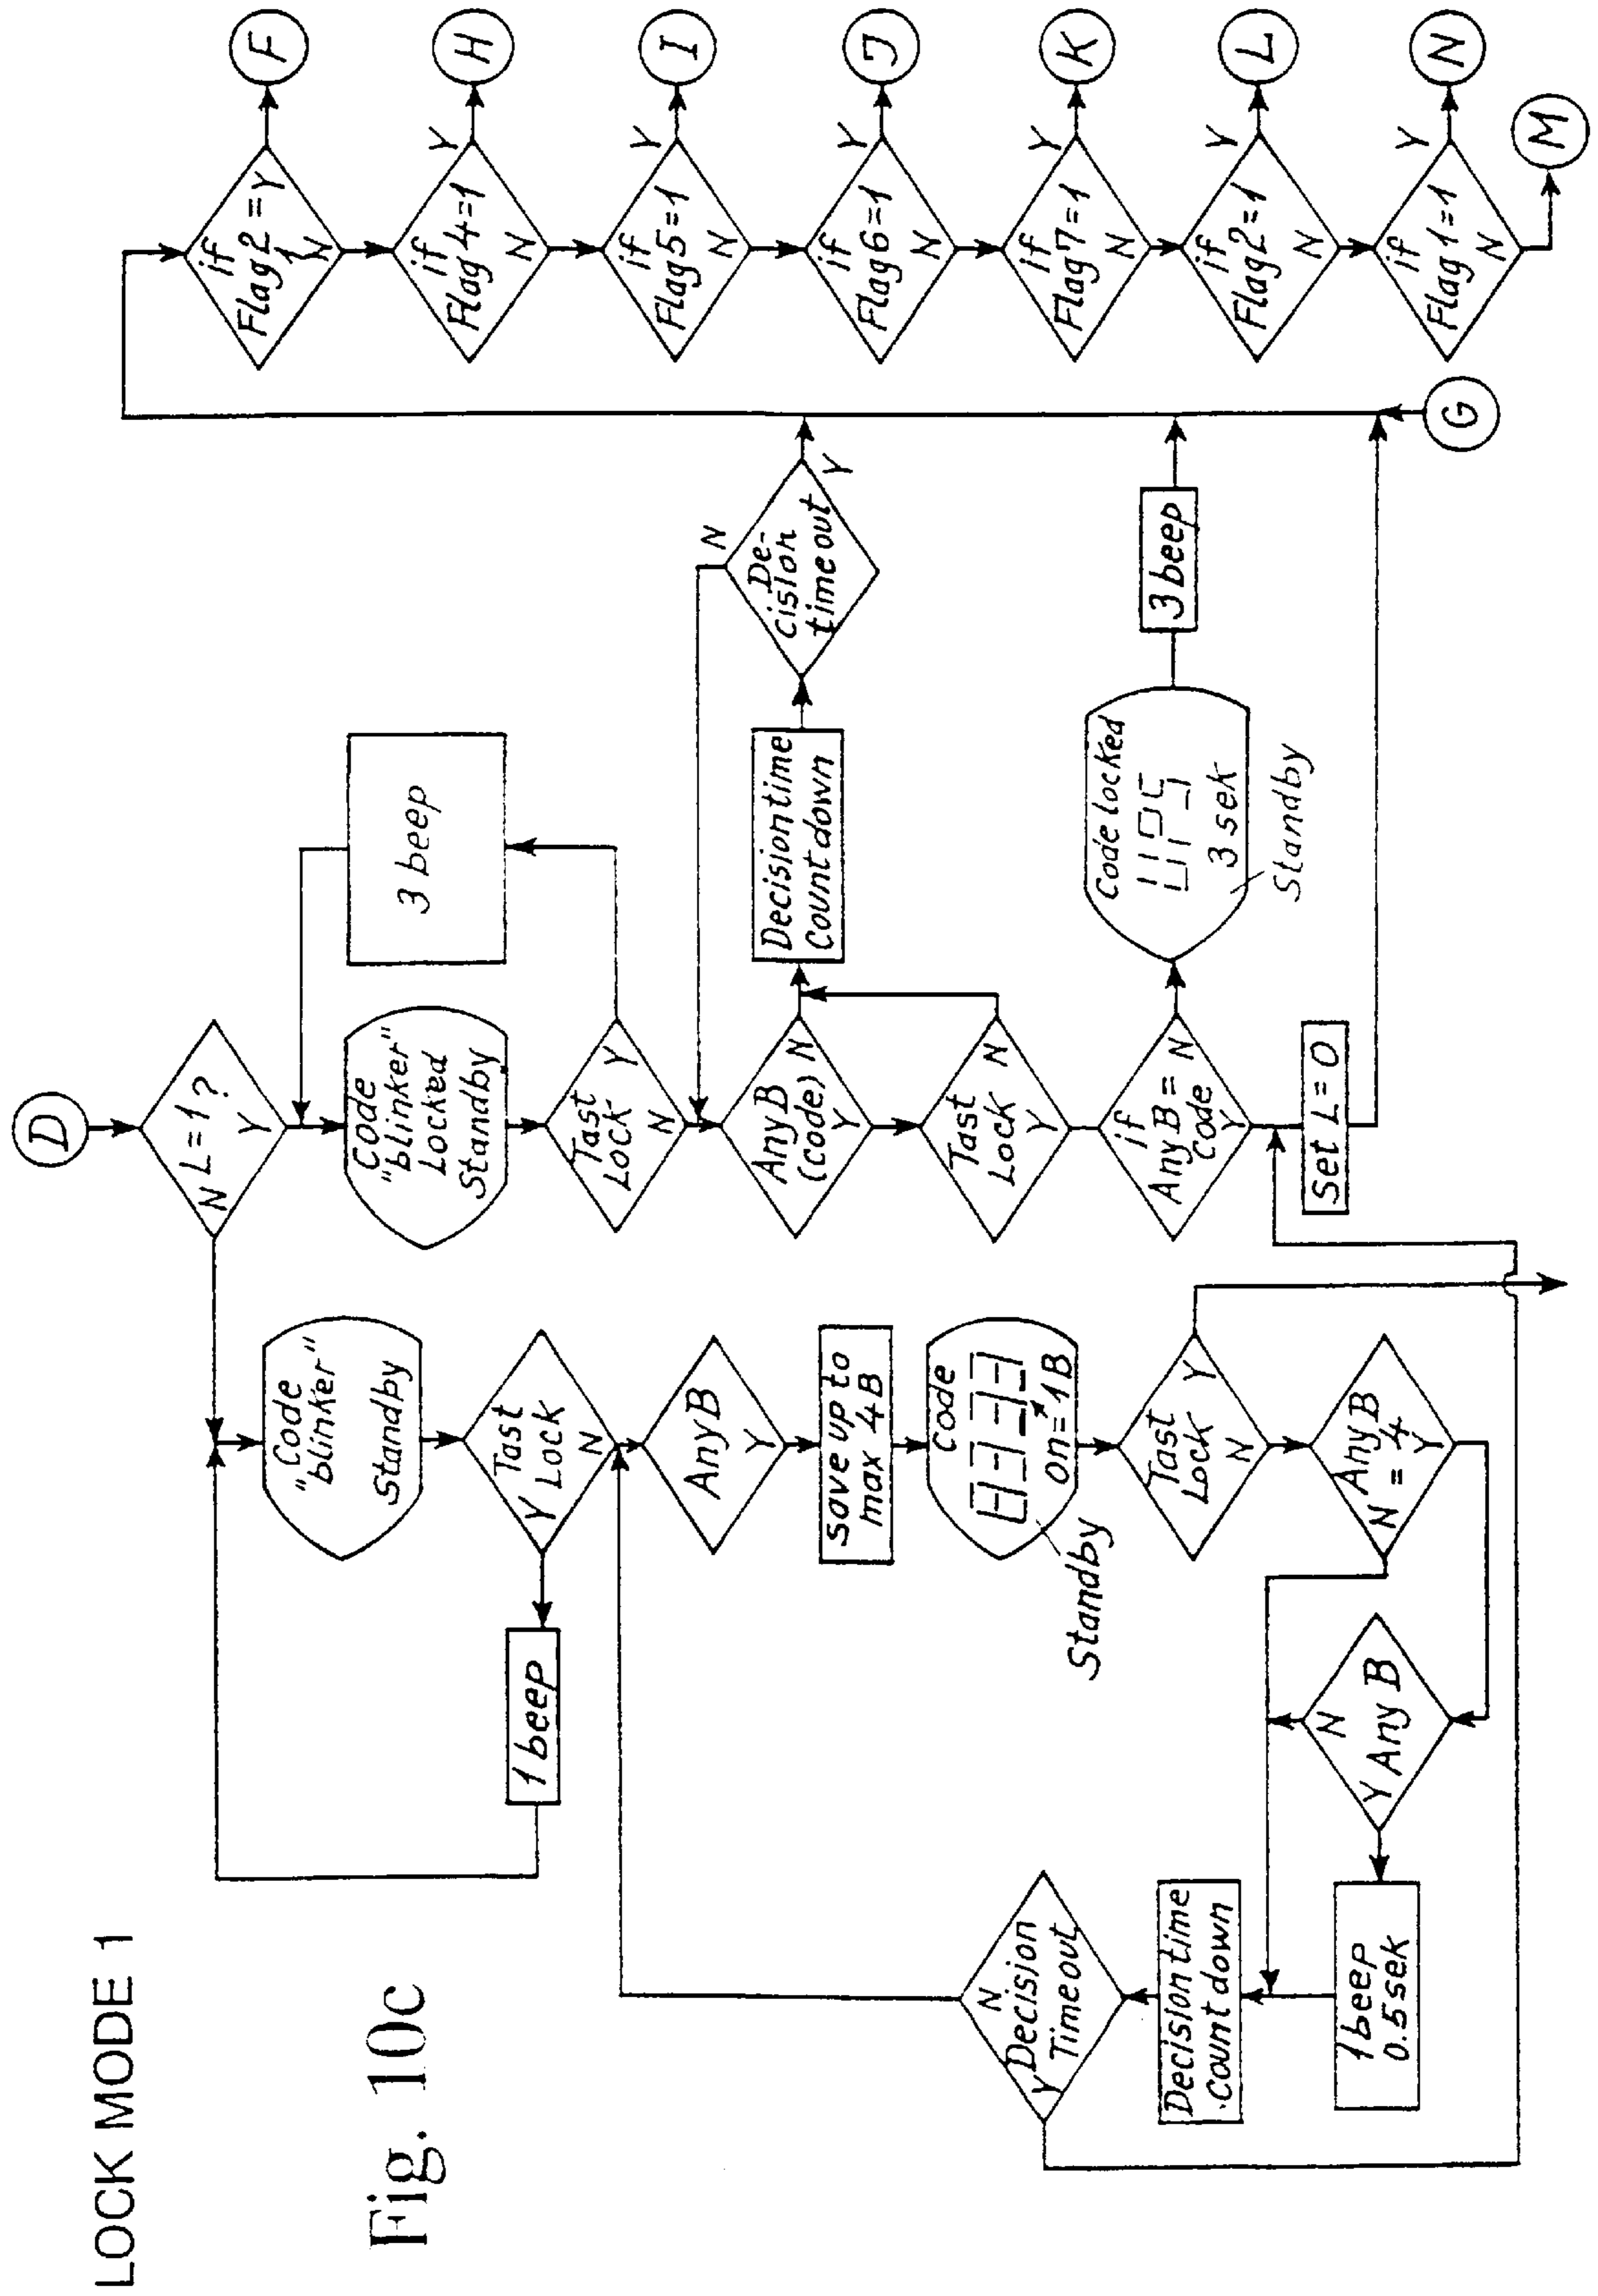 LOCK MODE 1
Fig. 10c
D
N L=1?
Y
"Code
blinker"
Standby
Tast
Y Lock
N
1 beep
Any B
Y
save up to
max 4B
Code
on=1B
Standby
Tast
Lock Y
N
Any B
N = 4
Y
N
Y Any B
1 beep
0.5sek
Decision time
.Count down
N
Y Decision
Timeout
Code
"blinker"
Locked
Standby
Tast
Lock Y
N
3 beep
Any B
(code) N
Y
Decision time
Count down
N
De-
cision
time out
Y
Tast
Lock N
Y
if
Any B = N
Code
Y
Code locked
UPS
3 sek
Standby
3 beep
Set L=0
G
if
Flag 2 = Y
1 N
F
if
Flag 4=1
Y
N
H
if
Flag 5=1
Y
N
I
if
Flag 6=1
Y
N
J
if
Flag 7=1
Y
N
K
if
Flag 2=1
Y
N
L
if
Flag 1=1
Y
N
N
M